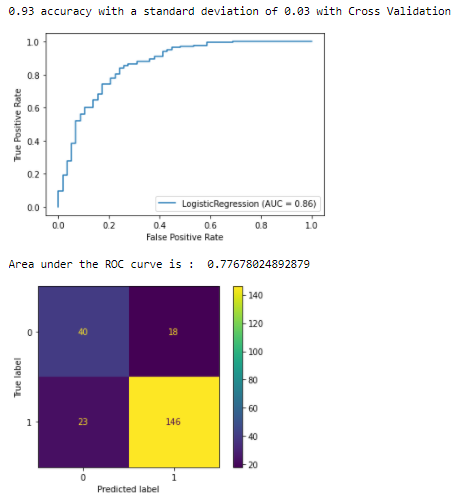 0.93 accuracy with a standard deviation of 0.03 with Cross Validation
1.0
0.8
0.6
0.4
0.2
0.0
True Positive Rate
LogisticRegression (AUC = 0.86)
0.0 0.2 0.4 0.6 0.8 1.0
False Positive Rate
Area under the ROC curve is :  0.77678024892879
True label
0
40 18
1
23 146
0 1
Predicted label
140
120
100
80
60
40
20